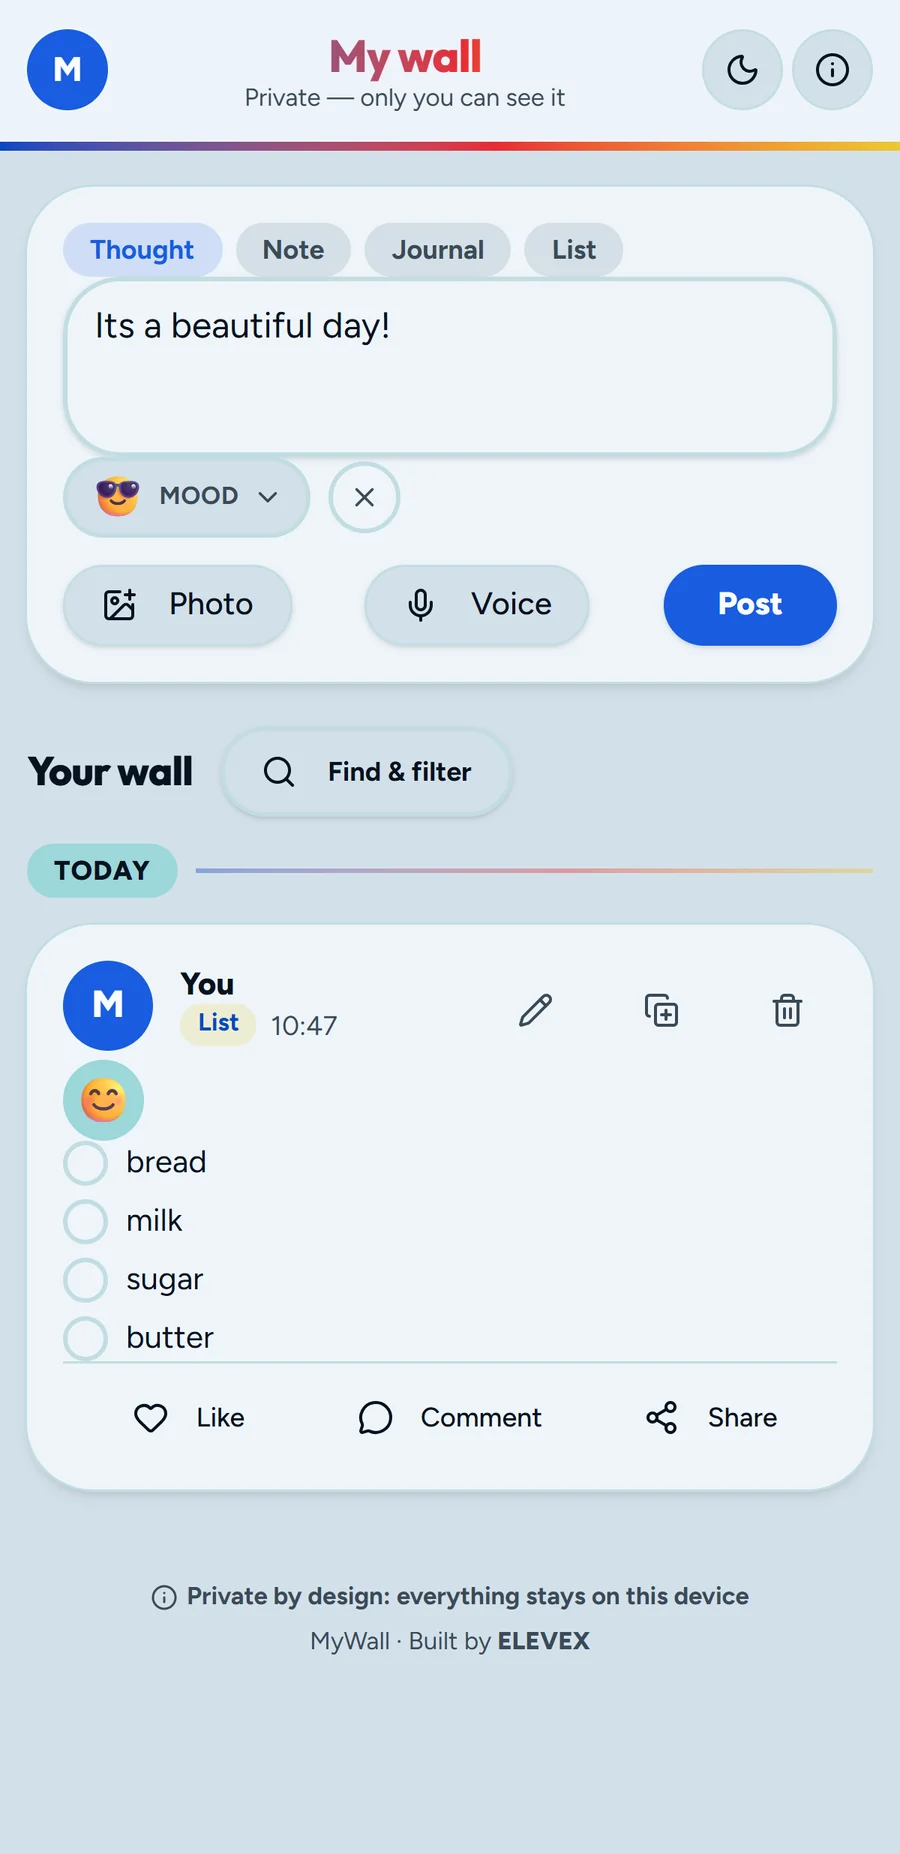 M
My wall
Private — only you can see it
Thought Note Journal List
Its a beautiful day!
MOOD
Photo Voice Post
Your wall Find & filter
TODAY
M You
List 10:47
bread
milk
sugar
butter
Like Comment Share
Private by design: everything stays on this device
MyWall · Built by ELEVEX